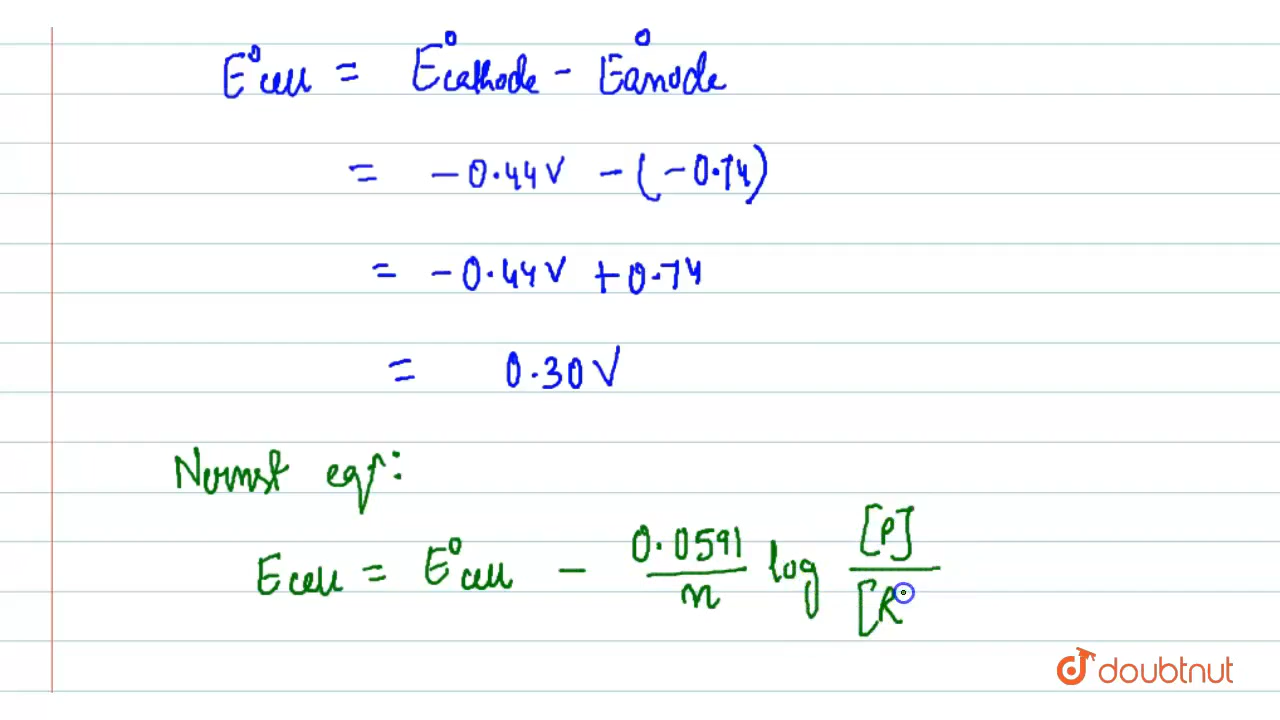 E°cell = E°cathode - E°anode
= -0.44V - (-0.74)
= -0.44V + 0.74
= 0.30V
Nernst eqⁿ:
Ecell = E°cell - 0.0591/n log [P]/[R
doubtnut